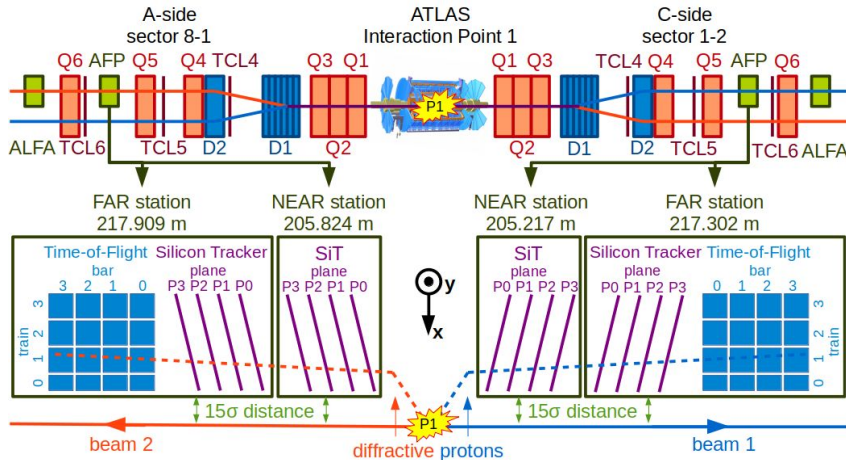 A-side
sector 8-1
ATLAS
Interaction Point 1
C-side
sector 1-2
Q6 AFP Q5 Q4 TCL4 Q3 Q1
Q1 Q3 TCL4 Q4 Q5 AFP Q6
P1
ALFA TCL6 TCL5 D2 D1 Q2
Q2 D1 D2 TCL5 TCL6 ALFA
FAR station
217.909 m
NEAR station
205.824 m
NEAR station
205.217 m
FAR station
217.302 m
Time-of-Flight
bar
3 2 1 0
3
2
1
0
train
Silicon Tracker
plane
P3 P2 P1 P0
SiT
plane
P3 P2 P1 P0
y
x
SiT
plane
P0 P1 P2 P3
Silicon Tracker
plane
P0 P1 P2 P3
Time-of-Flight
bar
0 1 2 3
3
2
1
0
train
15σ distance
15σ distance
P1
beam 2
diffractive protons
beam 1